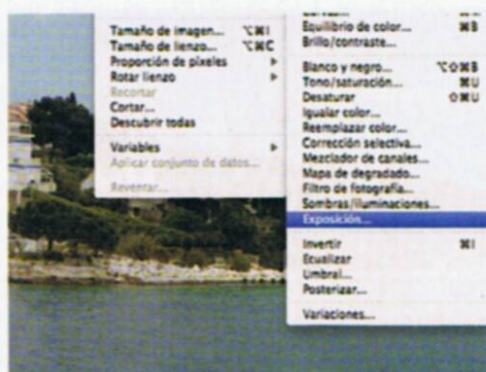 Tamaño de imagen... ⌥⌘I
Tamaño de lienzo... ⌥⌘C
Proporción de píxeles
Rotar lienzo
Recortar
Cortar...
Descubrir todas
Variables
Aplicar conjunto de datos...
Reventar...
Equilibrio de color... ⌘B
Brillo/contraste...
Blanco y negro... ⌥⇧⌘B
Tono/saturación... ⌘U
Desaturar ⇧⌘U
Igualar color...
Reemplazar color...
Corrección selectiva...
Mezclador de canales...
Mapa de degradado...
Filtro de fotografía...
Sombras/iluminaciones...
Exposición...
Invertir ⌘I
Ecualizar
Umbral...
Posterizar...
Variaciones...